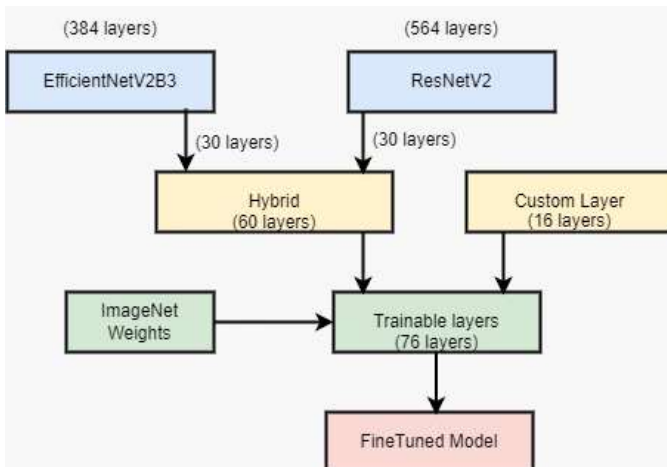 (384 layers)
(564 layers)
EfficientNetV2B3
ResNetV2
(30 layers)
(30 layers)
Hybrid
(60 layers)
Custom Layer
(16 layers)
ImageNet
Weights
Trainable layers
(76 layers)
FineTuned Model